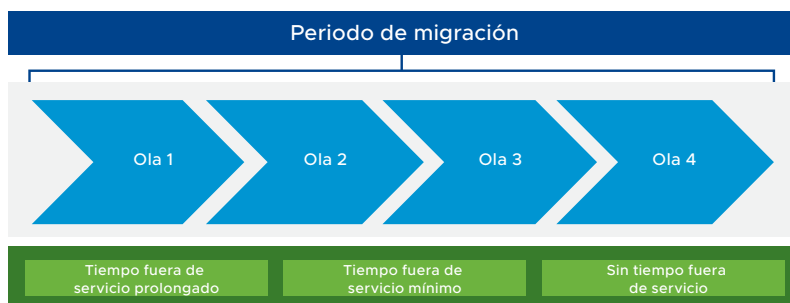 Periodo de migración
Ola 1
Ola 2
Ola 3
Ola 4
Tiempo fuera de
servicio prolongado
Tiempo fuera de
servicio mínimo
Sin tiempo fuera
de servicio